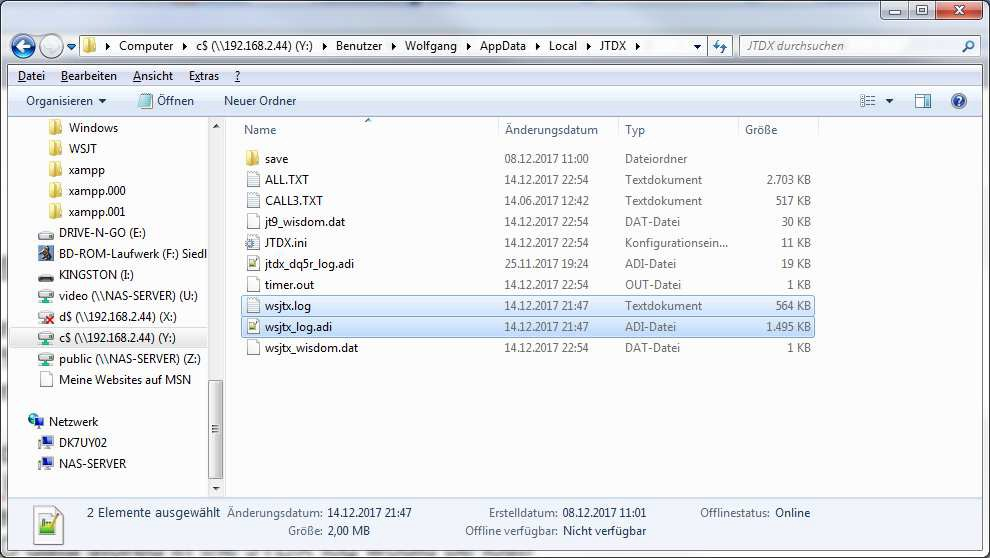 Computer c$ (\\192.168.2.44) (Y:) Benutzer Wolfgang AppData Local JTDX JTDX durchsuchen
Datei Bearbeiten Ansicht Extras ?
Organisieren Öffnen Neuer Ordner
Windows
WSJT
xampp
xampp.000
xampp.001
DRIVE-N-GO (E:)
BD-ROM-Laufwerk (F:) Siedl
KINGSTON (I:)
video (\\NAS-SERVER) (U:)
d$ (\\192.168.2.44) (X:)
c$ (\\192.168.2.44) (Y:)
public (\\NAS-SERVER) (Z:)
Meine Websites auf MSN
Netzwerk
DK7UY02
NAS-SERVER
Name Änderungsdatum Typ Größe
save 08.12.2017 11:00 Dateiordner
ALL.TXT 14.12.2017 22:54 Textdokument 2.703 KB
CALL3.TXT 14.06.2017 12:42 Textdokument 517 KB
jt9_wisdom.dat 14.12.2017 22:54 DAT-Datei 30 KB
JTDX.ini 14.12.2017 22:54 Konfigurationsein... 11 KB
jtdx_dq5r_log.adi 25.11.2017 19:24 ADI-Datei 19 KB
timer.out 14.12.2017 22:54 OUT-Datei 1 KB
wsjtx.log 14.12.2017 21:47 Textdokument 564 KB
wsjtx_log.adi 14.12.2017 21:47 ADI-Datei 1.495 KB
wsjtx_wisdom.dat 14.12.2017 22:54 DAT-Datei 1 KB
2 Elemente ausgewählt Änderungsdatum: 14.12.2017 21:47 Erstelldatum: 08.12.2017 11:01 Offlinestatus: Online
Größe: 2,00 MB Offline verfügbar: Nicht verfügbar